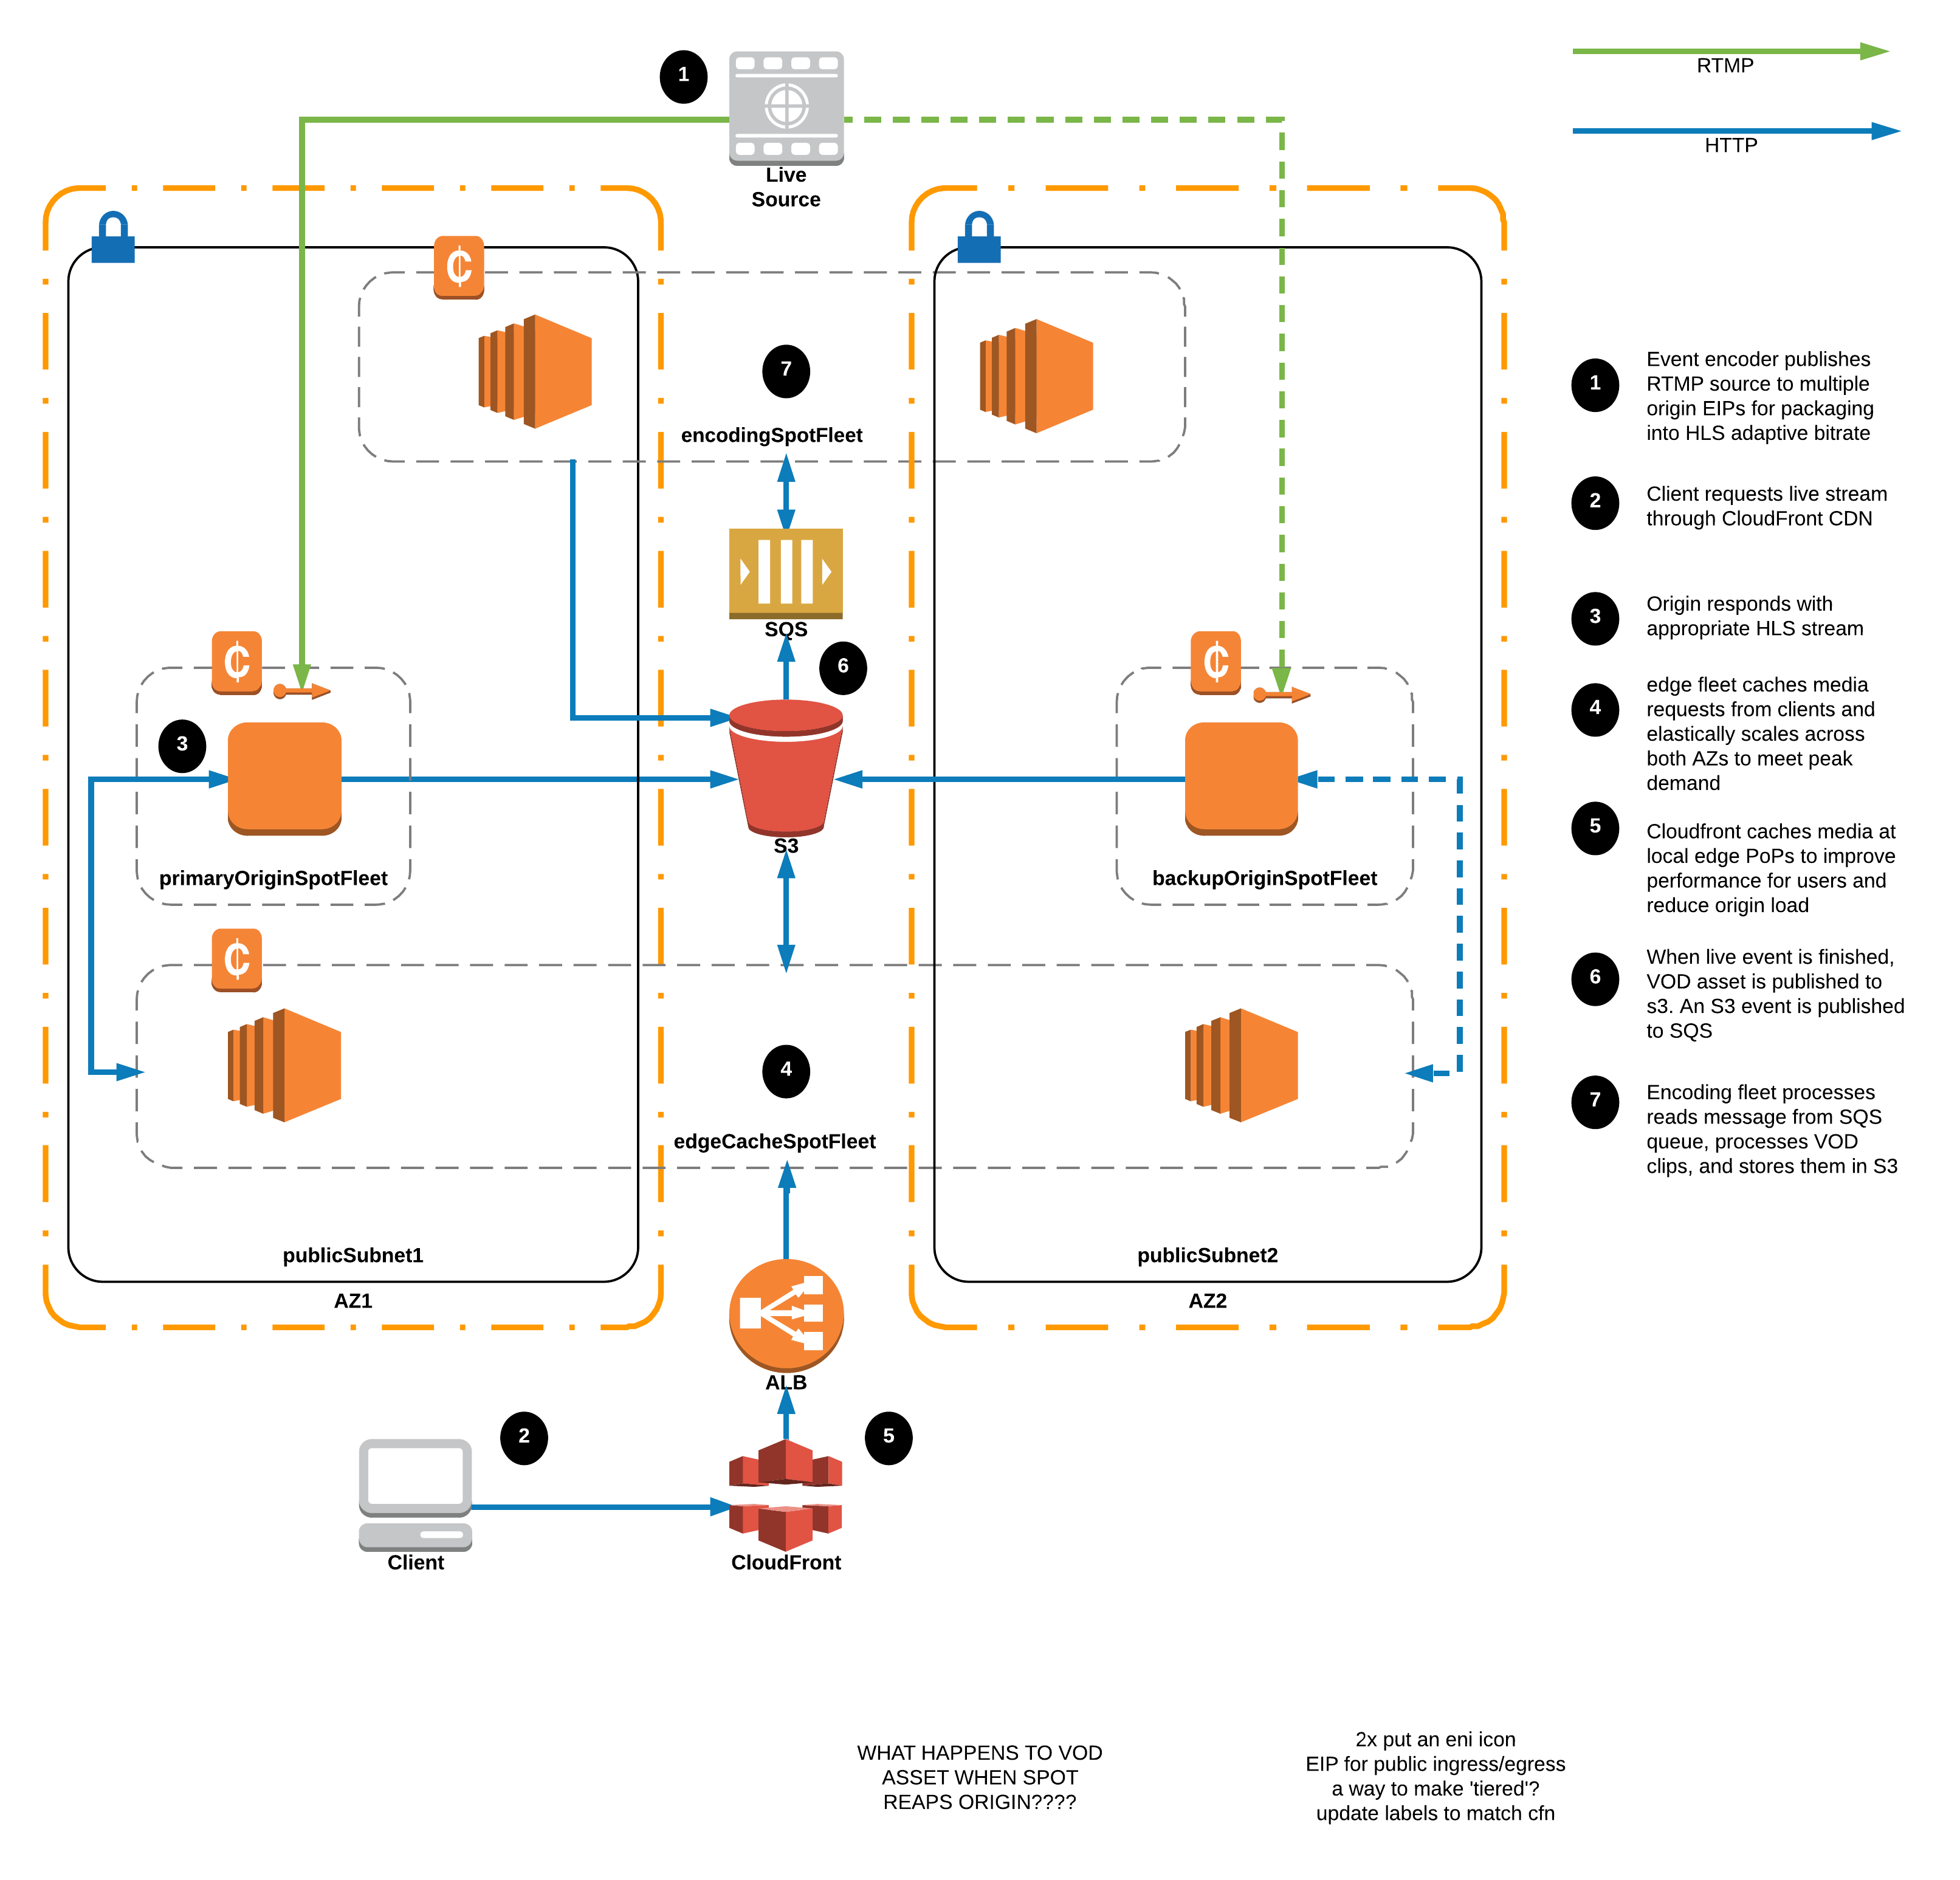 1
Live
Source
RTMP
HTTP
7
encodingSpotFleet
SQS
6
3
S3
primaryOriginSpotFleet
backupOriginSpotFleet
4
edgeCacheSpotFleet
publicSubnet1
AZ1
publicSubnet2
AZ2
ALB
2
5
Client
CloudFront
1
Event encoder publishes
RTMP source to multiple
origin EIPs for packaging
into HLS adaptive bitrate
2
Client requests live stream
through CloudFront CDN
3
Origin responds with
appropriate HLS stream
4
edge fleet caches media
requests from clients and
elastically scales across
both AZs to meet peak
demand
5
Cloudfront caches media at
local edge PoPs to improve
performance for users and
reduce origin load
6
When live event is finished,
VOD asset is published to
s3. An S3 event is published
to SQS
7
Encoding fleet processes
reads message from SQS
queue, processes VOD
clips, and stores them in S3
WHAT HAPPENS TO VOD
ASSET WHEN SPOT
REAPS ORIGIN????
2x put an eni icon
EIP for public ingress/egress
a way to make 'tiered'?
update labels to match cfn